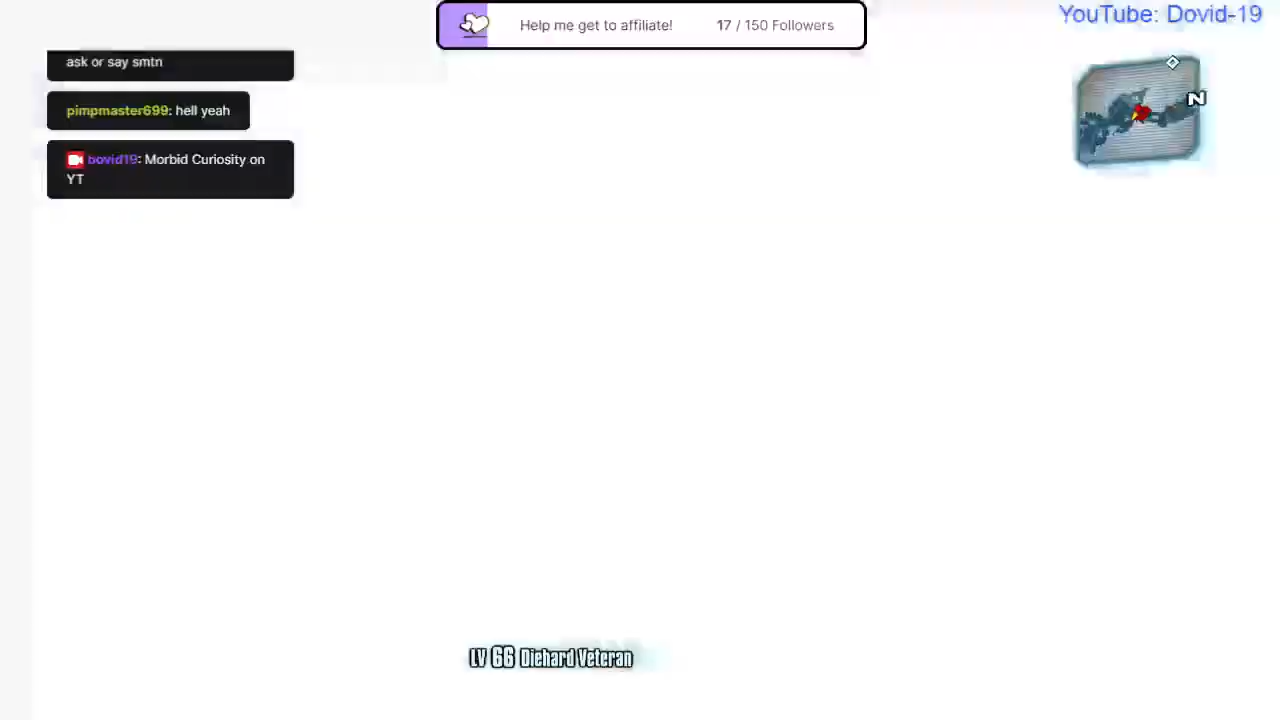 Help me get to affiliate! 17 / 150 Followers
YouTube: Dovid-19
ask or say smtn
pimpmaster699: hell yeah
bovid19: Morbid Curiosity on
YT
N
LV 66 Diehard Veteran